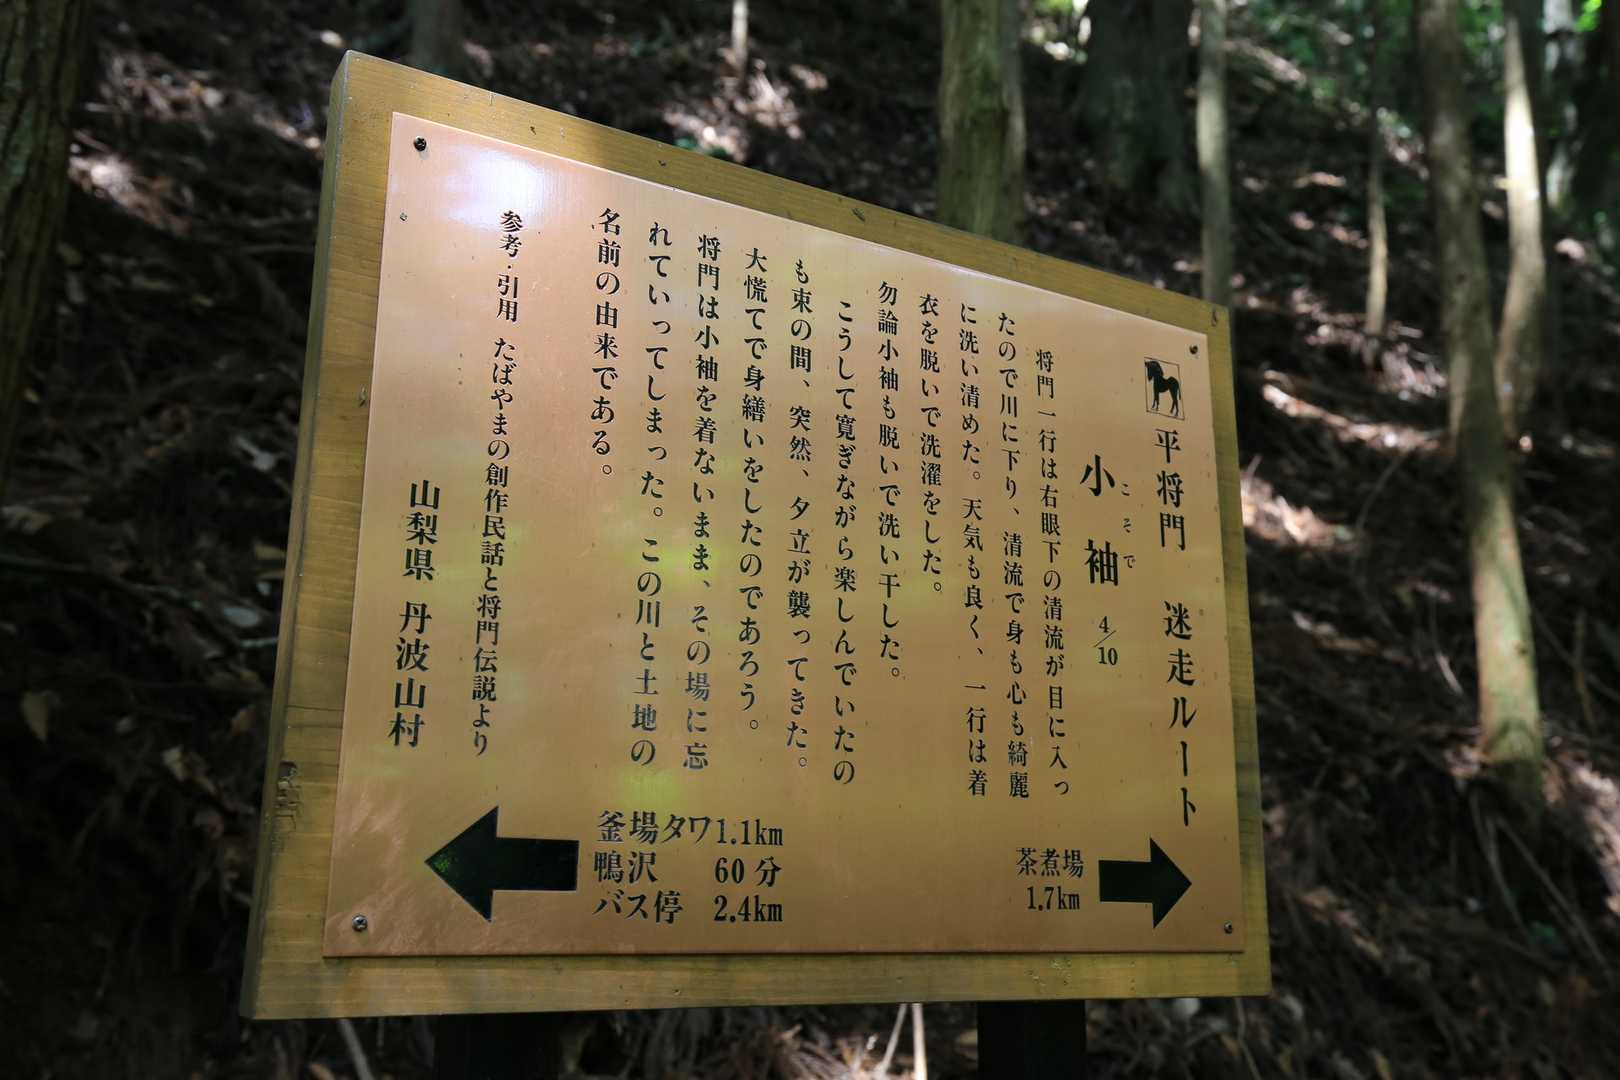 平将門 迷走ルート
小袖 4/10
こそで
将門一行は右眼下の清流が目に入っ
たので川に下り、清流で身も心も綺麗
に洗い清めた。天気も良く、一行は着
衣を脱いで洗濯をした。
勿論小袖も脱いで洗い干した。
こうして寛ぎながら楽しんでいたの
も束の間、突然、夕立が襲ってきた。
大慌てで身繕いをしたのであろう。
将門は小袖を着ないまま、その場に忘
れていってしまった。この川と土地の
名前の由来である。
参考・引用 たばやまの創作民話と将門伝説より
山梨県 丹波山村
釜場タワ1.1km
鴨沢 60分
バス停 2.4km
茶煮場
1.7km